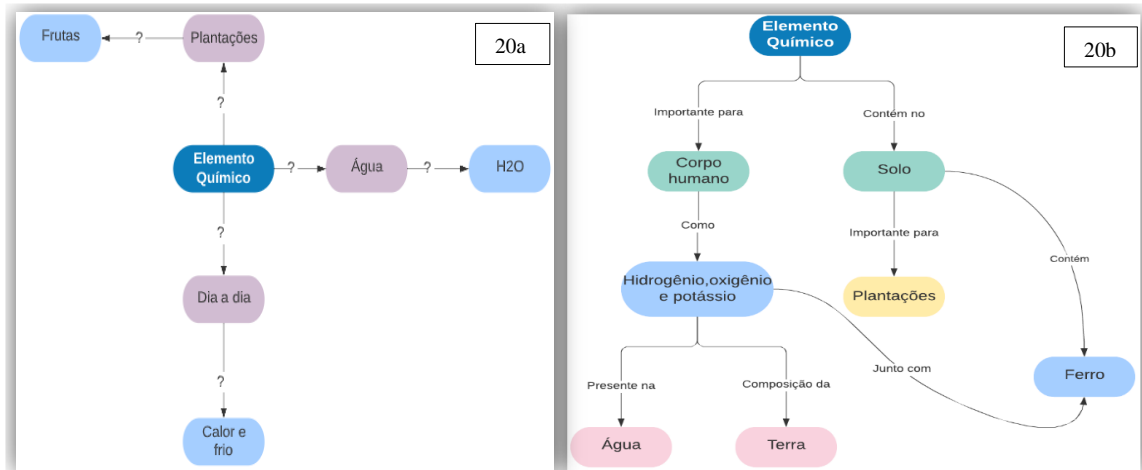 20a
Frutas
?
Plantações
?
Elemento
Químico
?
Água
?
H2O
?
Dia a dia
?
Calor e
frio
20b
Elemento
Químico
Importante para
Contém no
Corpo
humano
Solo
Como
Importante para
Contém
Hidrogênio,oxigênio
e potássio
Plantações
Presente na
Composição da
Junto com
Ferro
Água
Terra